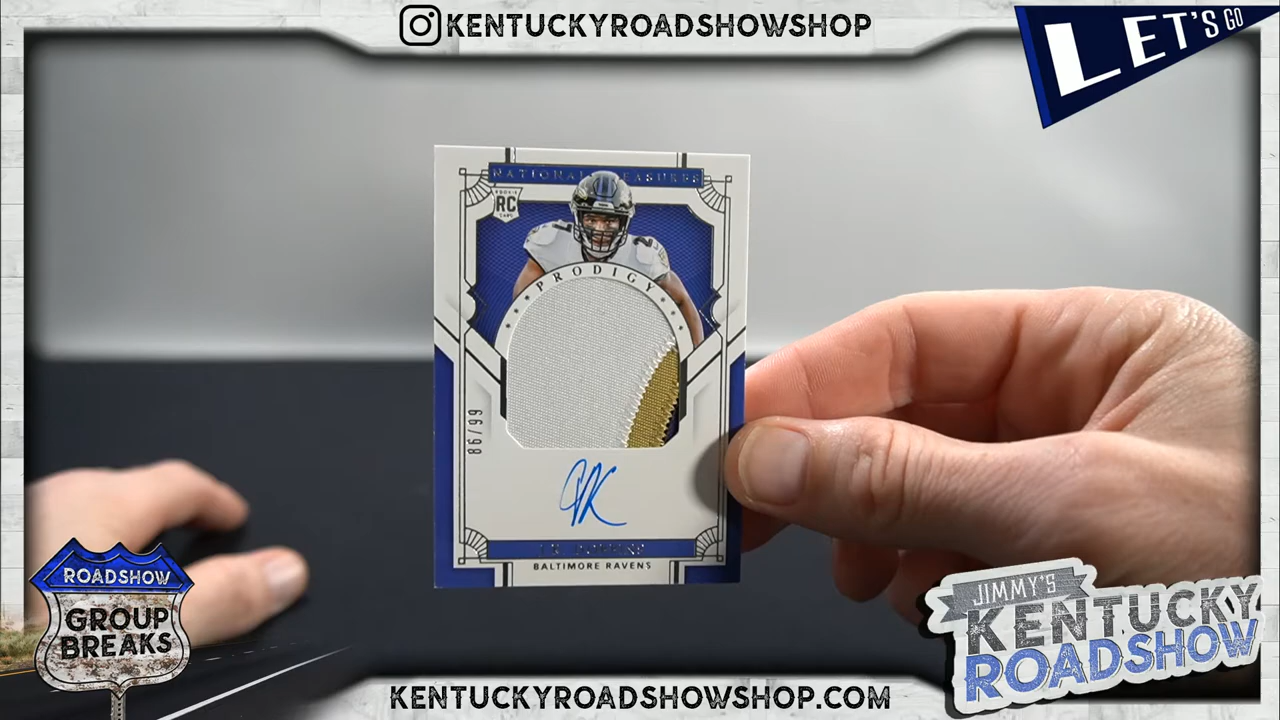 KENTUCKYROADSHOWSHOP
LET'S GO
NATIONAL TREASURES
RC
PRODIGY
86/99
BALTIMORE RAVENS
ROADSHOW
GROUP
BREAKS
JIMMY'S
KENTUCKY
ROADSHOW
KENTUCKYROADSHOWSHOP.COM